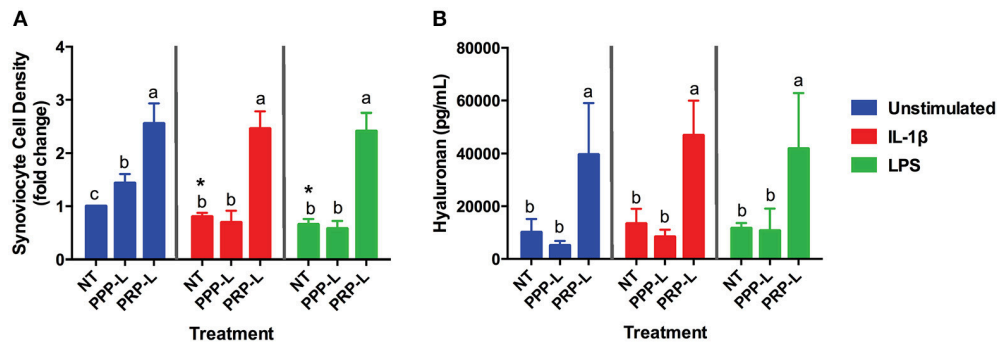 A
Synoviocyte Cell Density
(fold change)
4
3
2
1
0
c
b
a
*
b
b
a
*
b
b
a
NT
PPP-L
PRP-L
NT
PPP-L
PRP-L
NT
PPP-L
PRP-L
Treatment
B
Hyaluronan (pg/mL)
80000
60000
40000
20000
0
b
b
a
b
b
a
b
b
a
NT
PPP-L
PRP-L
NT
PPP-L
PRP-L
NT
PPP-L
PRP-L
Treatment
Unstimulated
IL-1β
LPS